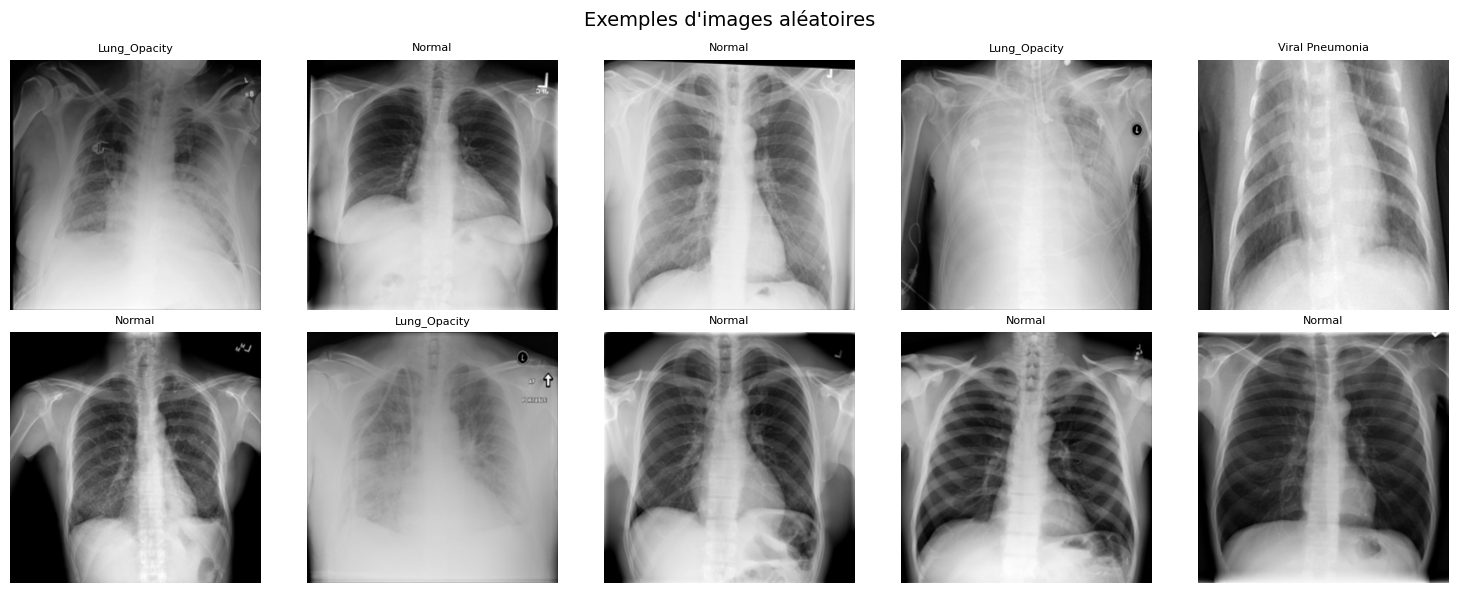 Exemples d'images aléatoires
Lung_Opacity
Normal
Normal
Lung_Opacity
Viral Pneumonia
L
Normal
Lung_Opacity
Normal
Normal
Normal
L